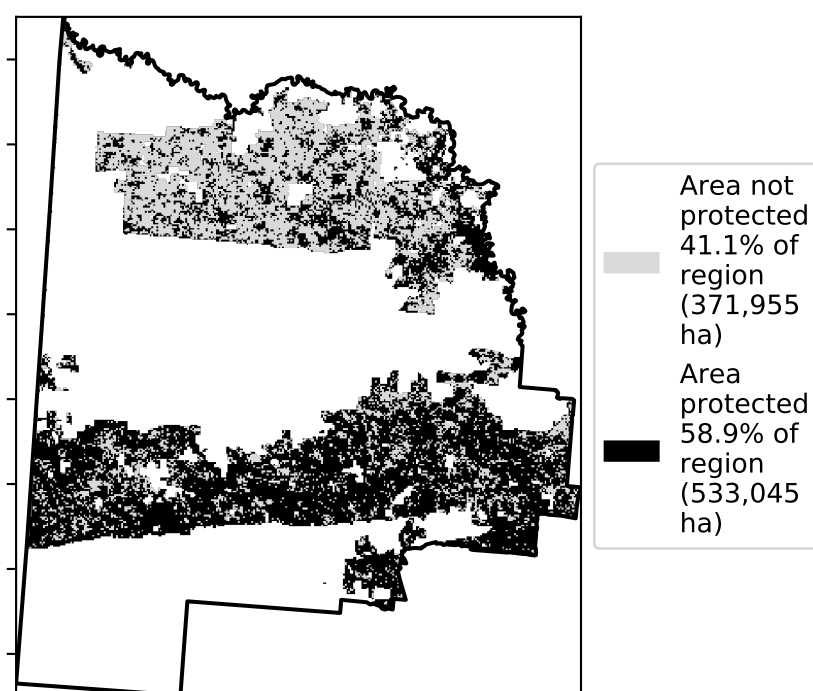 Area not
protected
41.1% of
region
(371,955
ha)
Area
protected
58.9% of
region
(533,045
ha)